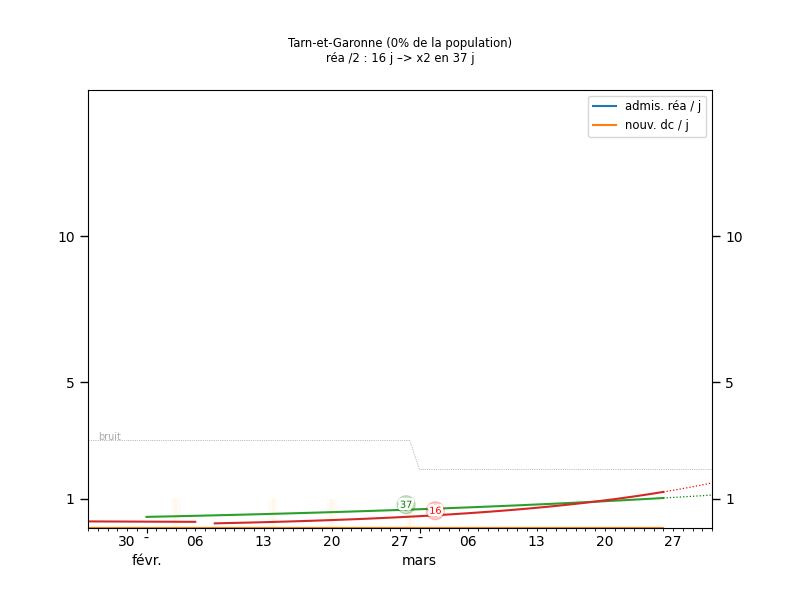 Tarn-et-Garonne (0% de la population)
réa /2 : 16 j –> x2 en 37 j
admis. réa / j
nouv. dc / j
10 10
5 5
bruit
1 1
37
16
30 - 06 13 20 27 - 06 13 20 27
févr. mars